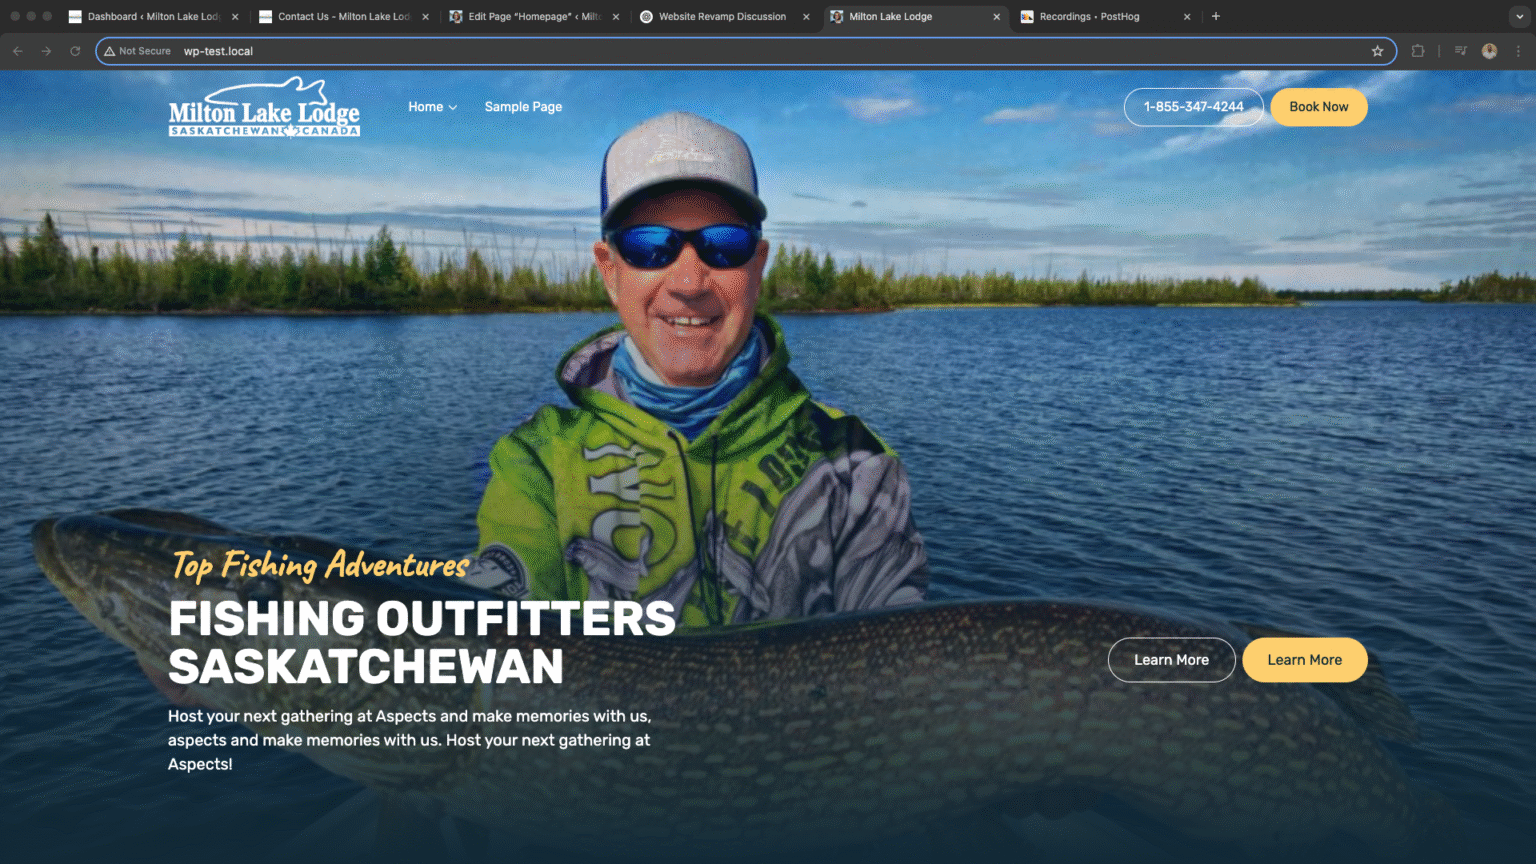 Dashboard ‹ Milton Lake Lod
Contact Us - Milton Lake Lod
Edit Page “Homepage” ‹ Milt
Website Revamp Discussion
Milton Lake Lodge
Recordings • PostHog
Not Secure
wp-test.local
Milton Lake Lodge
SASKATCHEWAN CANADA
Home
Sample Page
1-855-347-4244
Book Now
Top Fishing Adventures
FISHING OUTFITTERS
SASKATCHEWAN
Learn More
Learn More
Host your next gathering at Aspects and make memories with us,
aspects and make memories with us. Host your next gathering at
Aspects!